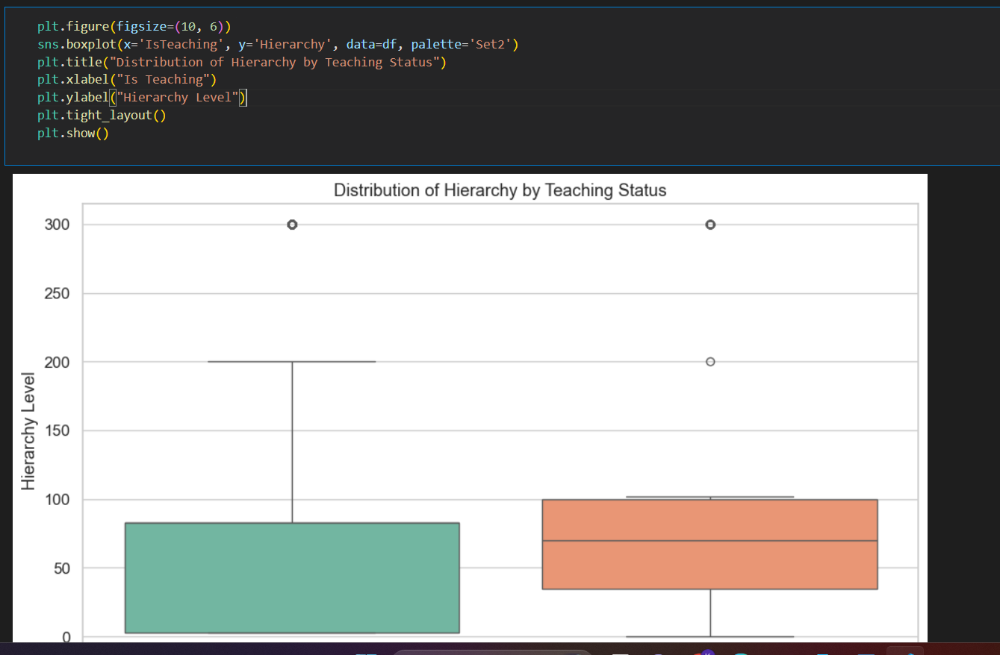 plt.figure(figsize=(10, 6))
sns.boxplot(x='IsTeaching', y='Hierarchy', data=df, palette='Set2')
plt.title("Distribution of Hierarchy by Teaching Status")
plt.xlabel("Is Teaching")
plt.ylabel("Hierarchy Level")
plt.tight_layout()
plt.show()
Distribution of Hierarchy by Teaching Status
300
250
200
150
100
50
0
Hierarchy Level